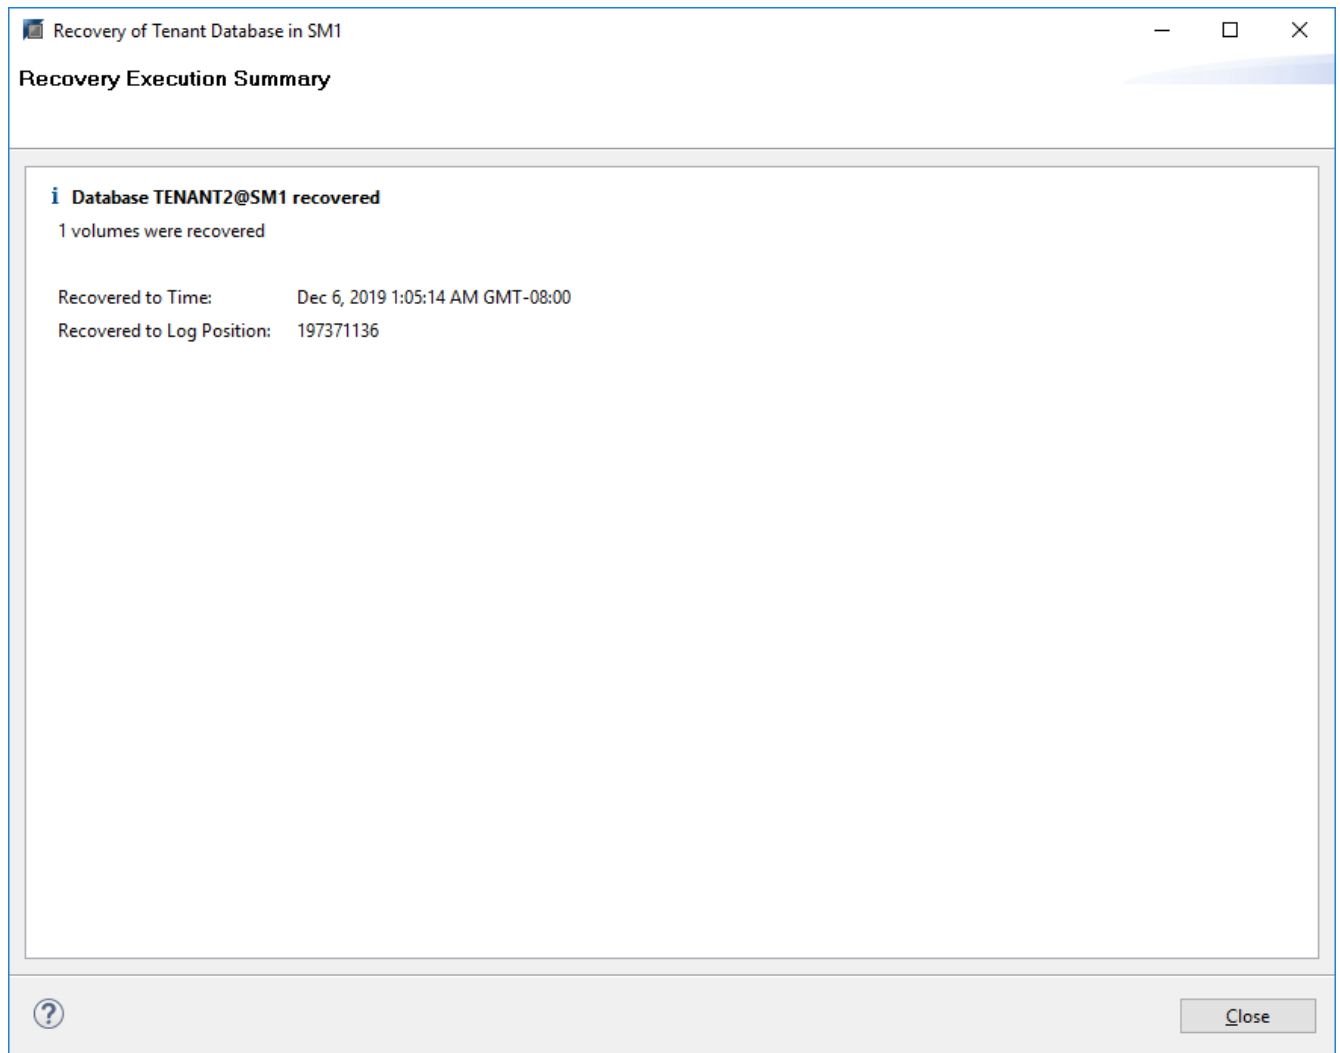 Recovery of Tenant Database in SM1
Recovery Execution Summary
i Database TENANT2@SM1 recovered
1 volumes were recovered
Recovered to Time: Dec 6, 2019 1:05:14 AM GMT-08:00
Recovered to Log Position: 197371136
?
Close